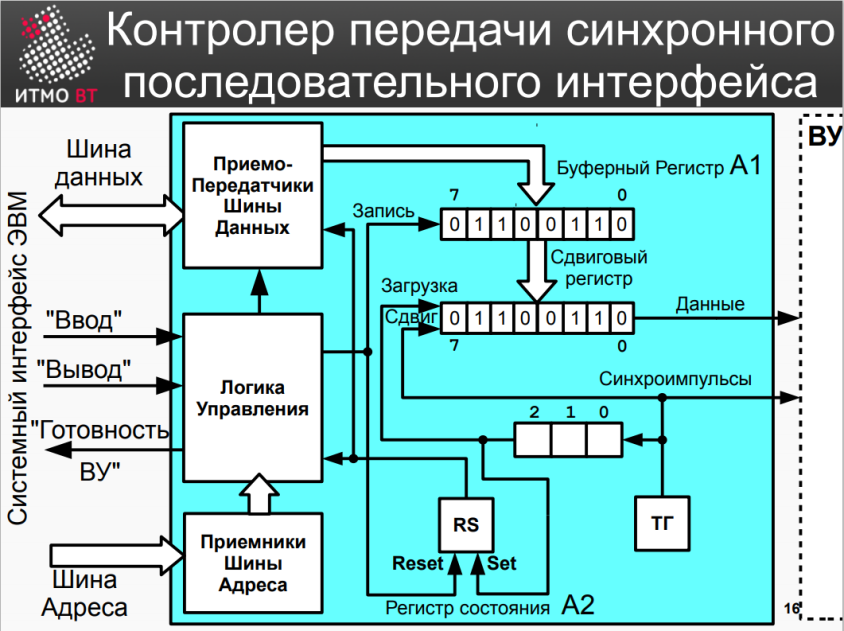 Контролер передачи синхронного
последовательного интерфейса
ИТМО ВТ
ВУ
Системный интерфейс ЭВМ
Шина
данных
Приемо-
Передатчики
Шины
Данных
Буферный Регистр А1
7 0
Запись
0 1 1 0 0 1 1 0
Сдвиговый
регистр
Загрузка
Сдвиг
0 1 1 0 0 1 1 0
7 0
Данные
"Ввод"
"Вывод"
"Готовность
ВУ"
Логика
Управления
Синхроимпульсы
2 1 0
RS
ТГ
Reset
Set
Приемники
Шины
Адреса
Шина
Адреса
Регистр состояния А2
16